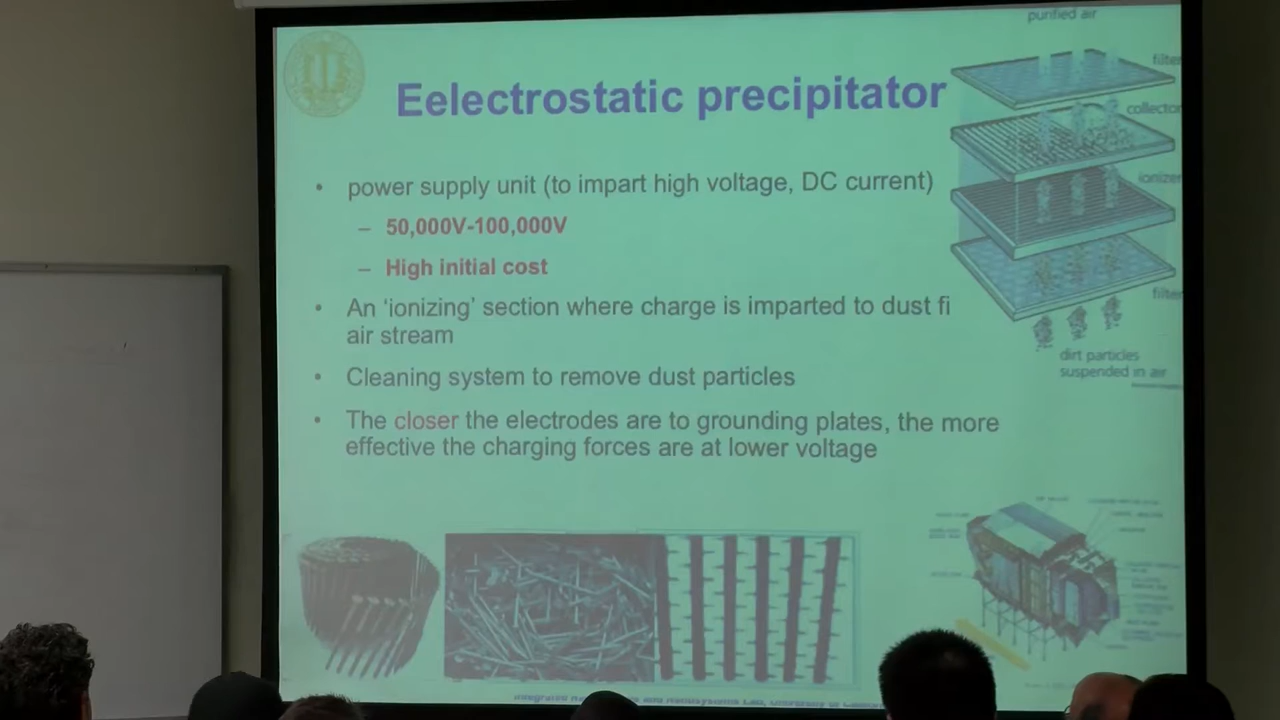 purified air
filter
Eelectrostatic precipitator
collector
• power supply unit (to impart high voltage, DC current)
ionizer
– 50,000V-100,000V
– High initial cost
• An ‘ionizing’ section where charge is imparted to dust fi
air stream
filter
dirt particles
suspended in air
• Cleaning system to remove dust particles
• The closer the electrodes are to grounding plates, the more
effective the charging forces are at lower voltage